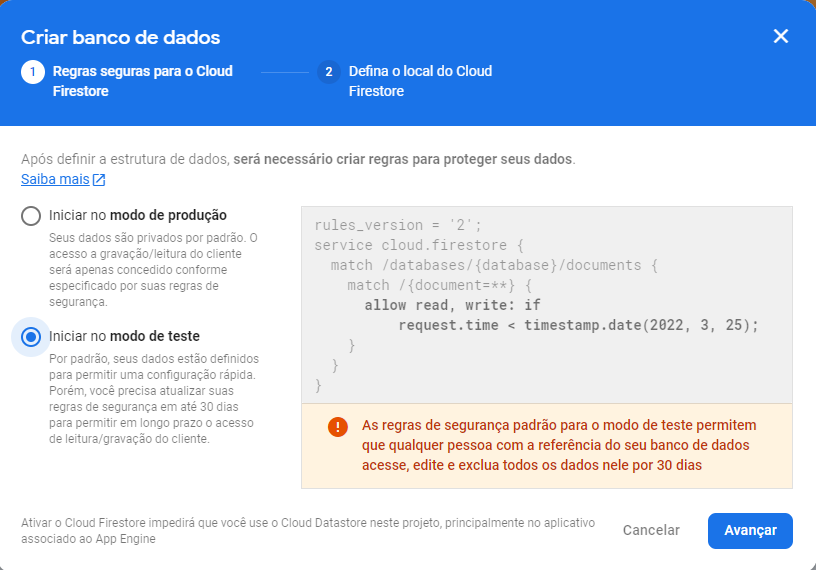 Criar banco de dados
1 Regras seguras para o Cloud
Firestore
2 Defina o local do Cloud
Firestore
Após definir a estrutura de dados, será necessário criar regras para proteger seus dados.
Saiba mais
Iniciar no modo de produção
Seus dados são privados por padrão. O
acesso a gravação/leitura do cliente
será apenas concedido conforme
especificado por suas regras de
segurança.
Iniciar no modo de teste
Por padrão, seus dados estão definidos
para permitir uma configuração rápida.
Porém, você precisa atualizar suas
regras de segurança em até 30 dias
para permitir em longo prazo o acesso
de leitura/gravação do cliente.
rules_version = '2';
service cloud.firestore {
  match /databases/{database}/documents {
    match /{document=**} {
      allow read, write: if
          request.time < timestamp.date(2022, 3, 25);
    }
  }
}
As regras de segurança padrão para o modo de teste permitem
que qualquer pessoa com a referência do seu banco de dados
acesse, edite e exclua todos os dados nele por 30 dias
Ativar o Cloud Firestore impedirá que você use o Cloud Datastore neste projeto, principalmente no aplicativo
associado ao App Engine
Cancelar
Avançar